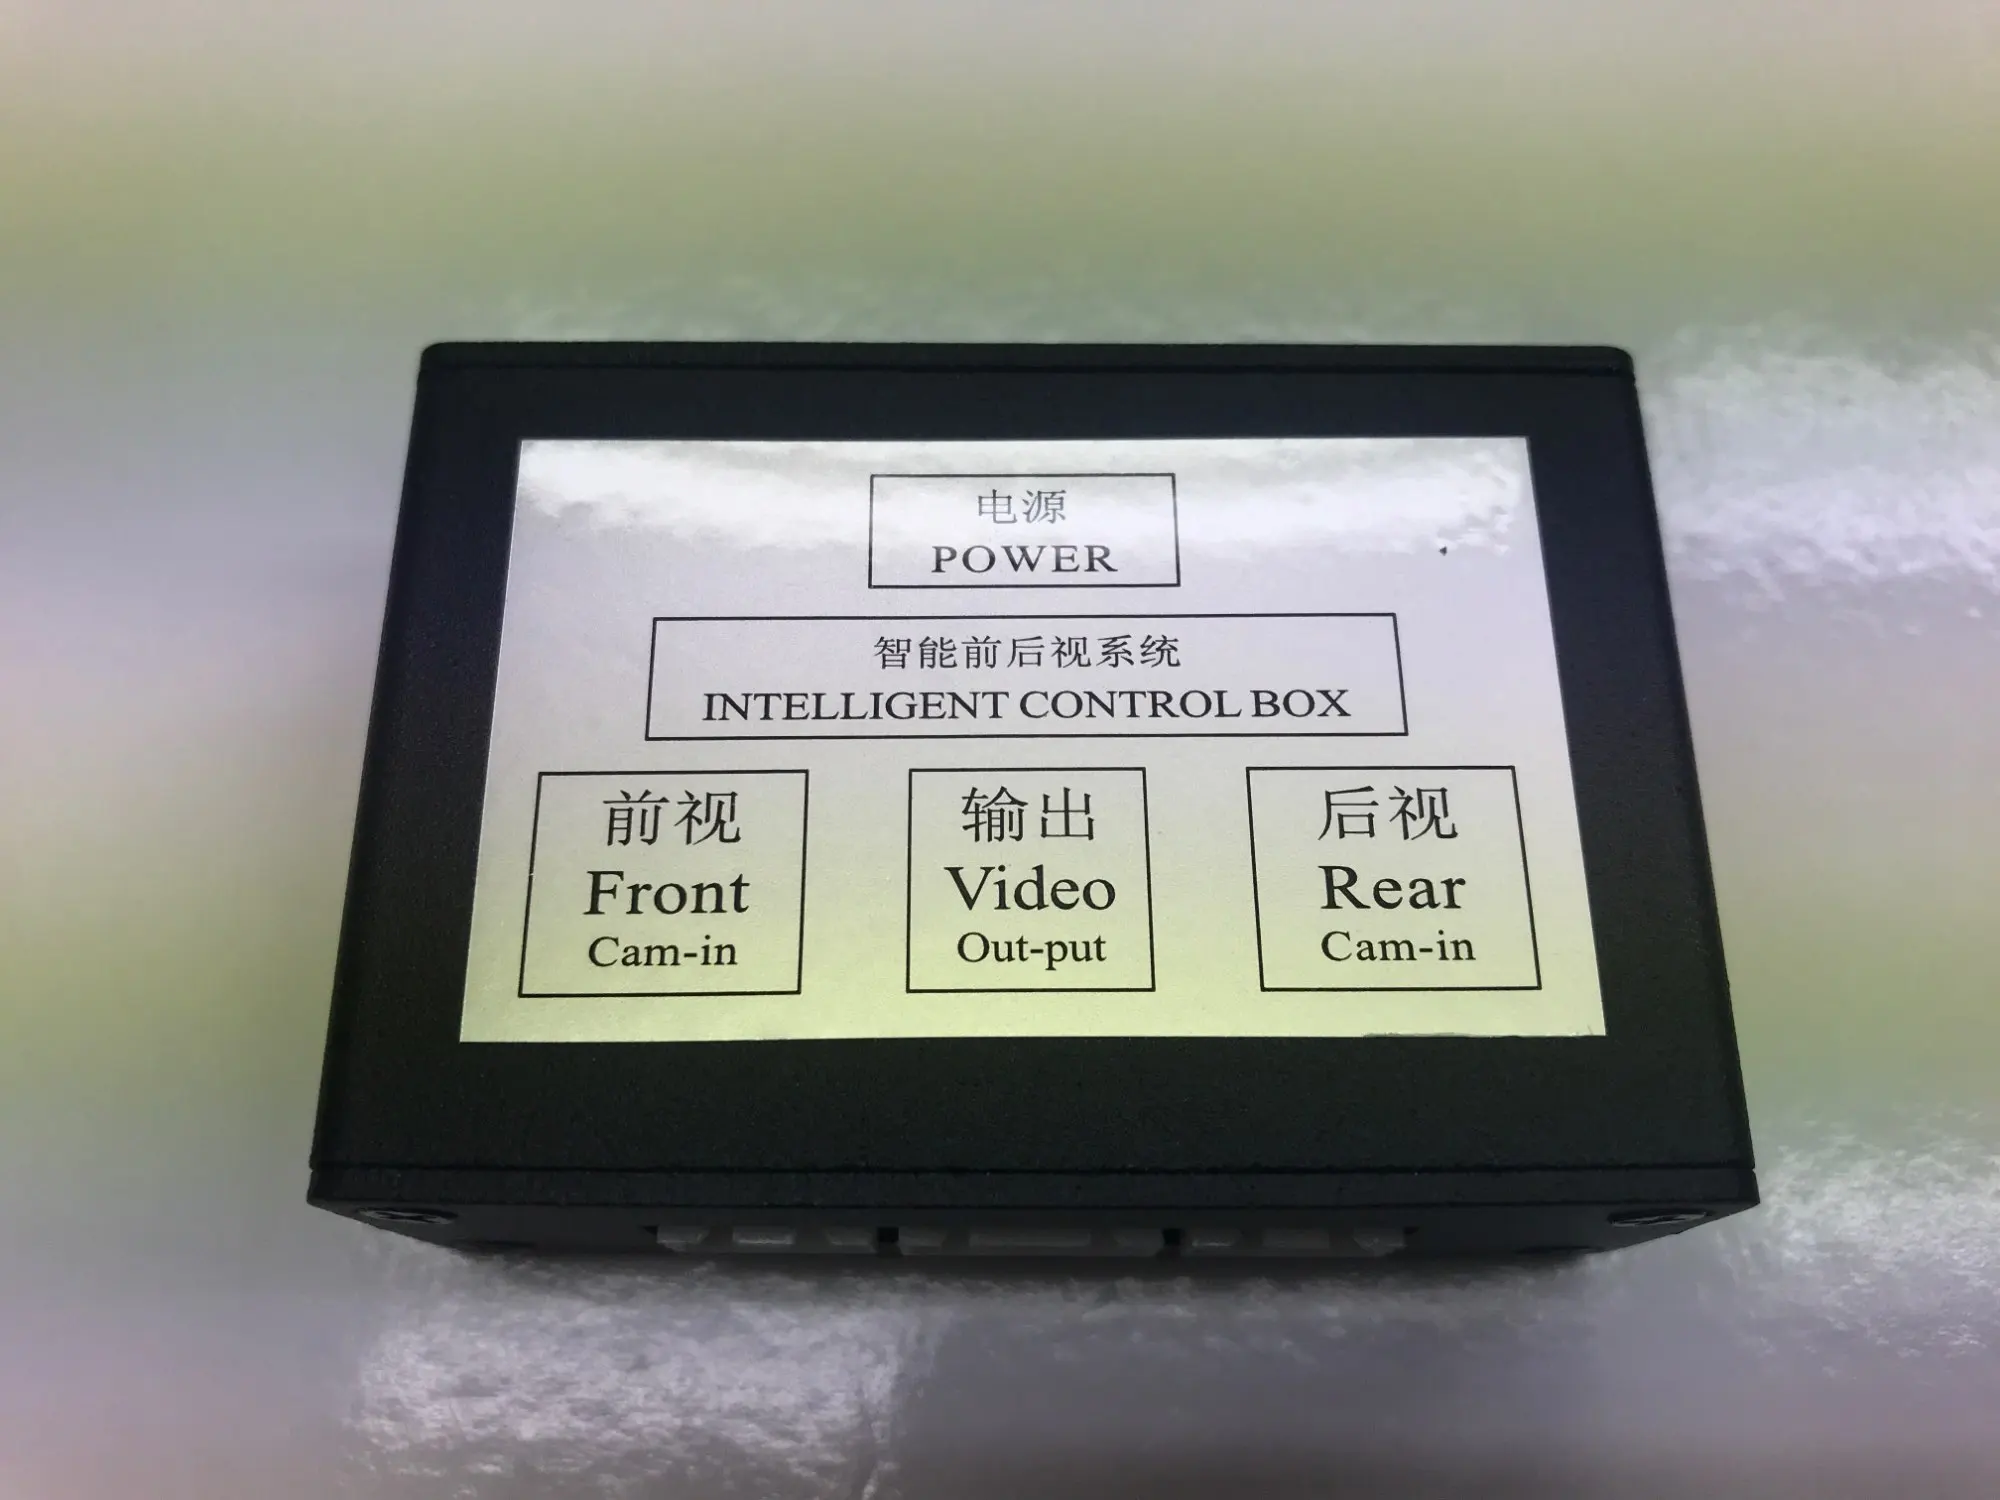 电源
POWER
智能前后视系统
INTELLIGENT CONTROL BOX
前视
Front
Cam-in
输出
Video
Out-put
后视
Rear
Cam-in